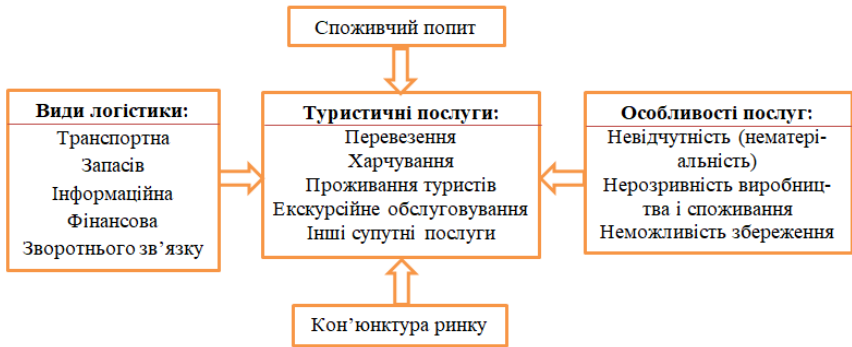 Споживчий попит
Види логістики:
Транспортна
Запасів
Інформаційна
Фінансова
Зворотнього зв’язку
Туристичні послуги:
Перевезення
Харчування
Проживання туристів
Екскурсійне обслуговування
Інші супутні послуги
Особливості послуг:
Невідчутність (нематері-
альність)
Нерозривність виробниц-
тва і споживання
Неможливість збереження
Кон’юнктура ринку